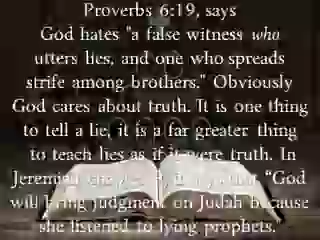 Proverbs 6:19, says
God hates "a false witness who
utters lies, and one who spreads
strife among brothers." Obviously
God cares about truth. It is one thing
to tell a lie, it is a far greater thing
to teach lies as if it were truth. In
Jeremiah "God
will bring judgment on Judah because
she listened to lying prophets."